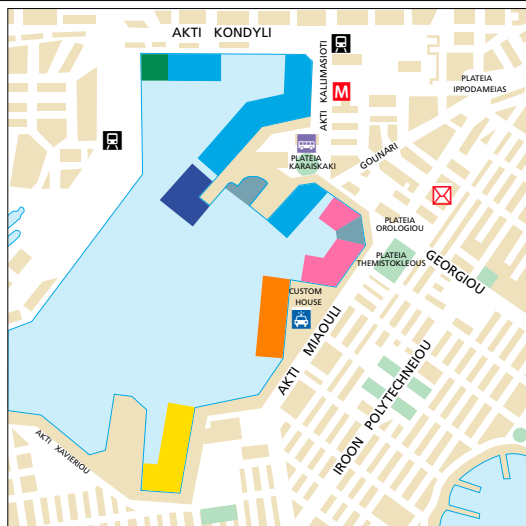 AKTI KONDYLI
AKTI KALLIMASIOTI
PLATEIA
IPPODAMEIAS
M
PLATEIA
KARAISKAKI
GOUNARI
PLATEIA
OROLOGIOU
PLATEIA
THEMISTOKLEOUS
GEORGIOU
CUSTOM
HOUSE
AKTI MIAOULI
IROON POLYTECHNEIOU
AKTI XAVERIOU